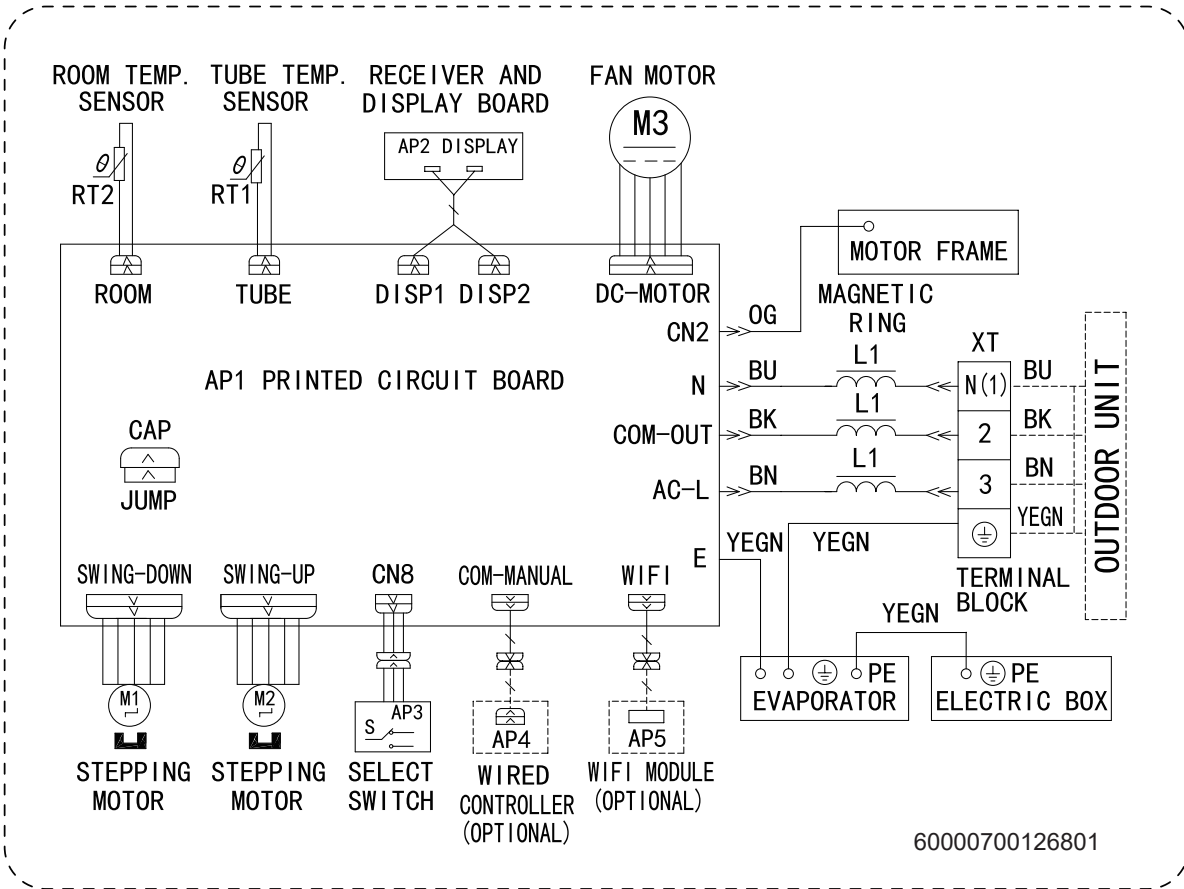 ROOM TEMP. SENSOR
TUBE TEMP. SENSOR
RECEIVER AND DISPLAY BOARD
FAN MOTOR
AP2 DISPLAY
M3
θ
RT2
θ
RT1
ROOM
TUBE
DISP1
DISP2
DC-MOTOR
MOTOR FRAME
CN2
OG
MAGNETIC RING
AP1 PRINTED CIRCUIT BOARD
N
BU
L1
XT
N(1)
BU
COM-OUT
BK
L1
2
BK
AC-L
BN
L1
3
BN
YEGN
OUTDOOR UNIT
CAP
JUMP
E
YEGN
YEGN
TERMINAL BLOCK
SWING-DOWN
SWING-UP
CN8
COM-MANUAL
WIFI
YEGN
PE
EVAPORATOR
PE
ELECTRIC BOX
M1
M2
S
AP3
AP4
AP5
STEPPING MOTOR
STEPPING MOTOR
SELECT SWITCH
WIRED CONTROLLER (OPTIONAL)
WIFI MODULE (OPTIONAL)
60000700126801